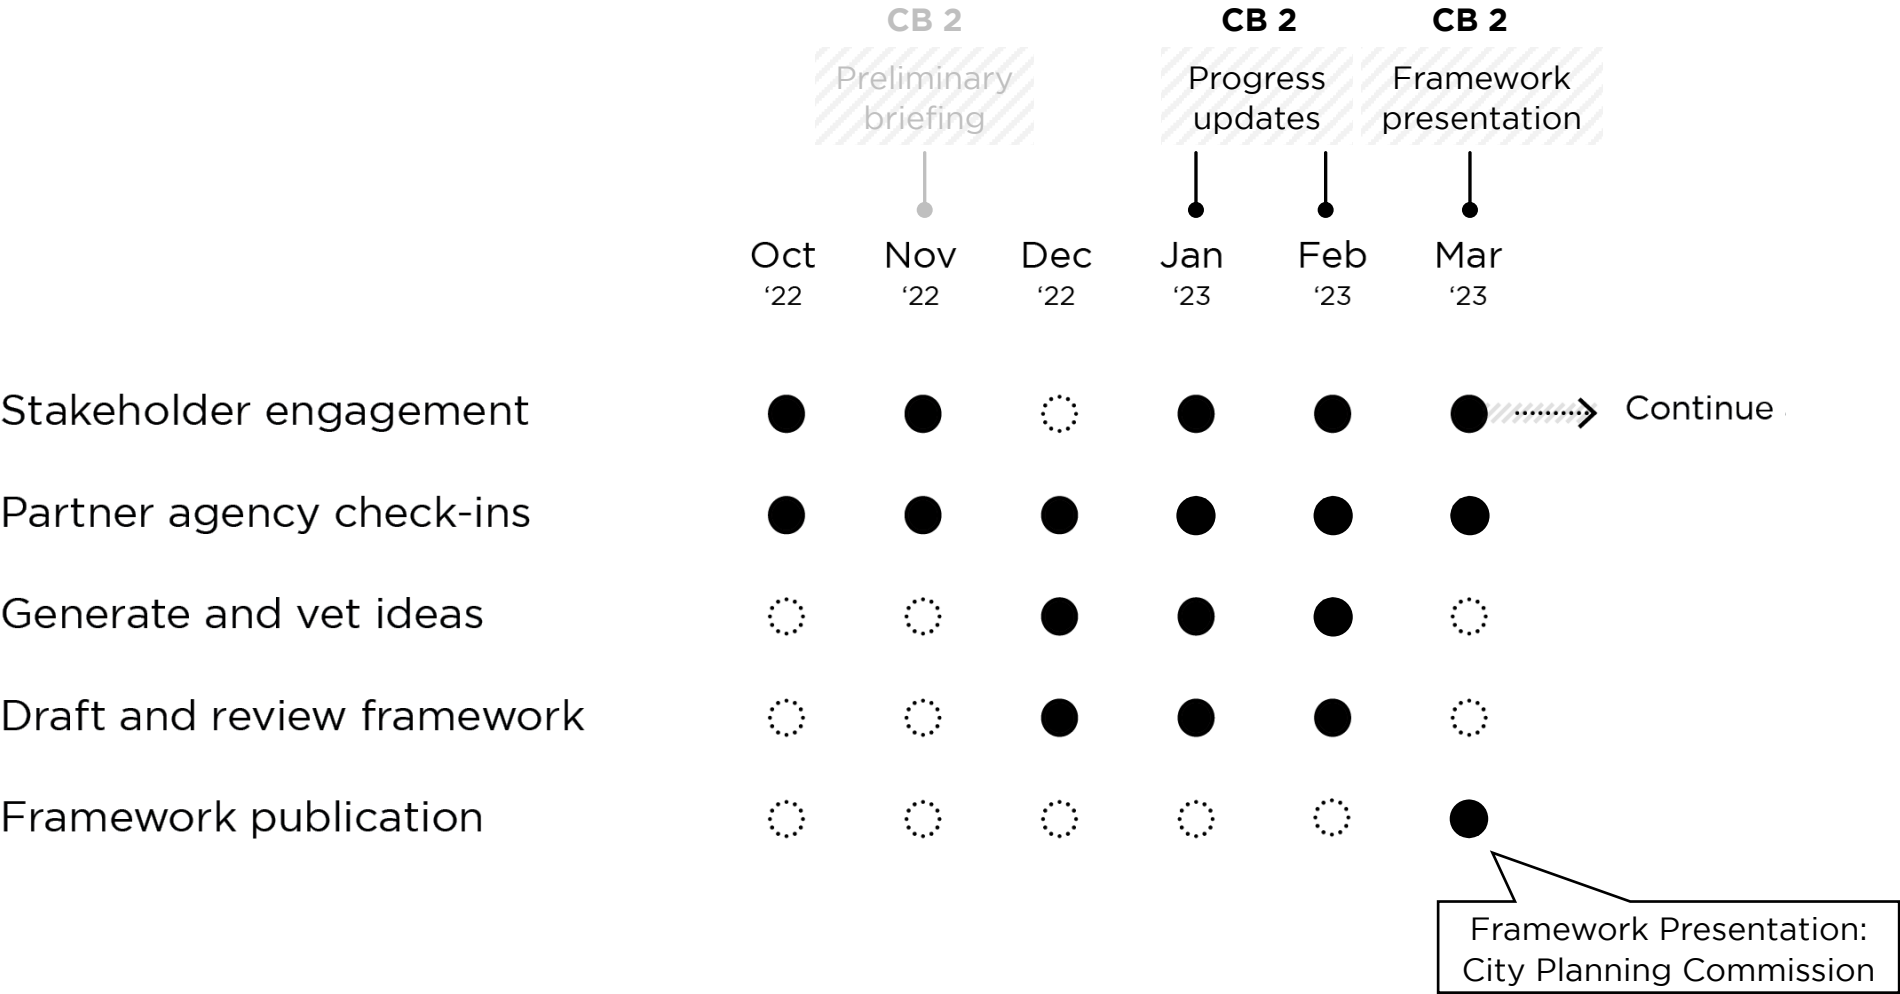 CB 2 CB 2 CB 2
Preliminary Progress Framework
briefing updates presentation
Oct Nov Dec Jan Feb Mar
‘22 ‘22 ‘22 ‘23 ‘23 ‘23
Stakeholder engagement Continue
Partner agency check-ins
Generate and vet ideas
Draft and review framework
Framework publication
Framework Presentation:
City Planning Commission